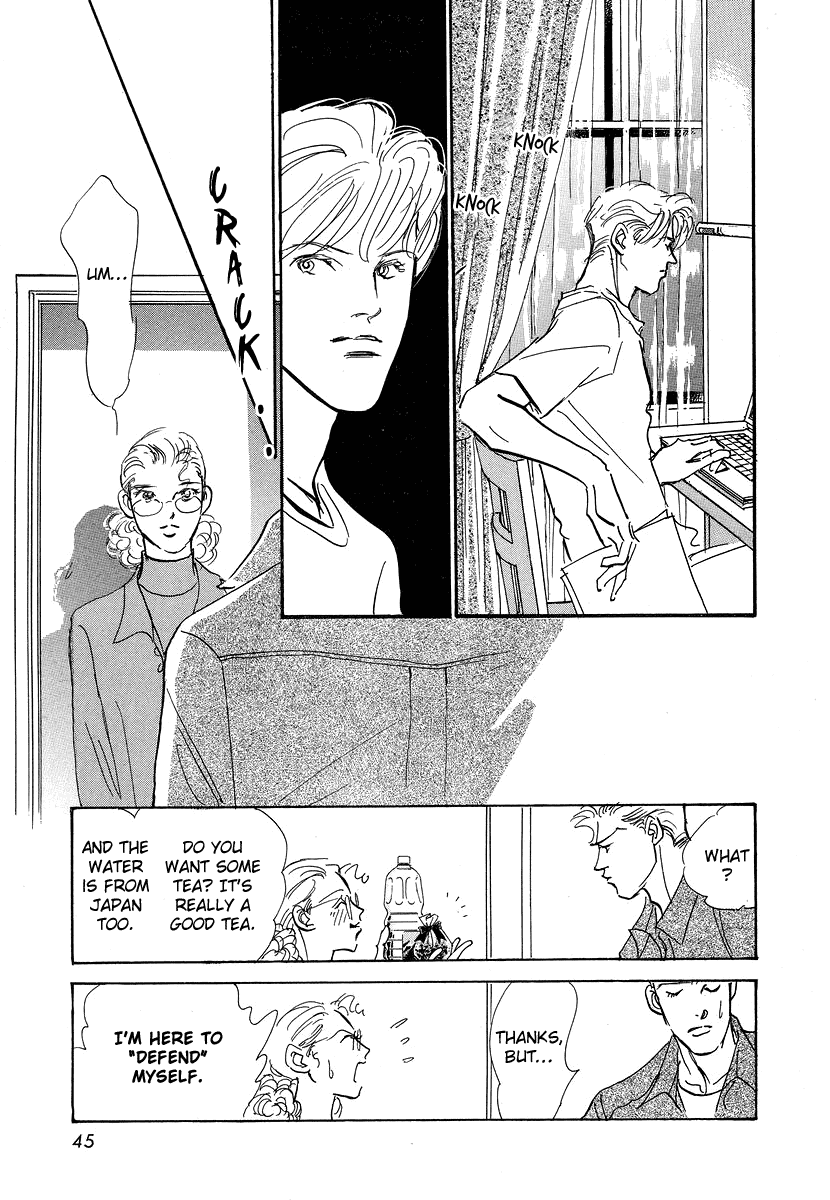 KNOCK
KNOCK
CRACK..
UM...
WHAT
?
DO YOU
WANT SOME
TEA? IT'S
REALLY A
GOOD TEA.
AND THE
WATER
IS FROM
JAPAN
TOO.
THANKS,
BUT...
I'M HERE TO
"DEFEND"
MYSELF.
45